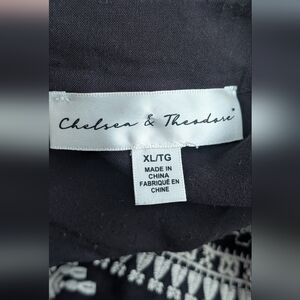 Chelsea & Theodore
XL/TG
MADE IN
CHINA
FABRIQUÉ EN
CHINE